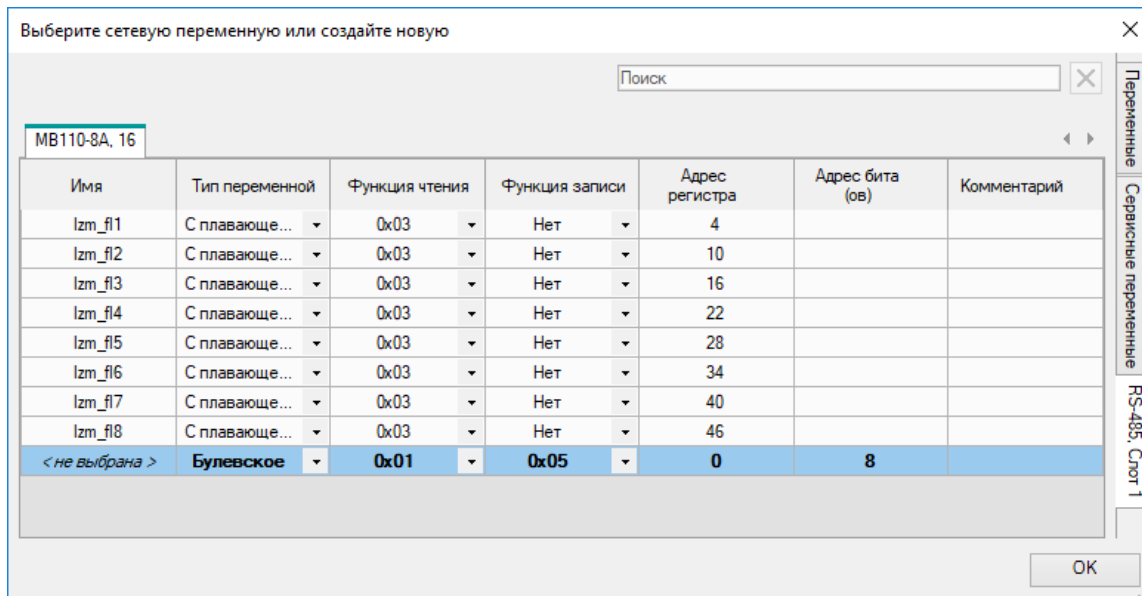 Выберите сетевую переменную или создайте новую
Поиск
МВ110-8А, 16
Имя Тип переменной Функция чтения Функция записи Адрес регистра Адрес бита (ов) Комментарий
Izm_fl1 С плавающе... 0x03 Нет 4
Izm_fl2 С плавающе... 0x03 Нет 10
Izm_fl3 С плавающе... 0x03 Нет 16
Izm_fl4 С плавающе... 0x03 Нет 22
Izm_fl5 С плавающе... 0x03 Нет 28
Izm_fl6 С плавающе... 0x03 Нет 34
Izm_fl7 С плавающе... 0x03 Нет 40
Izm_fl8 С плавающе... 0x03 Нет 46
< не выбрана > Булевское 0x01 0x05 0 8
Переменные
Сервисные переменные
RS-485, Слот 1
OK